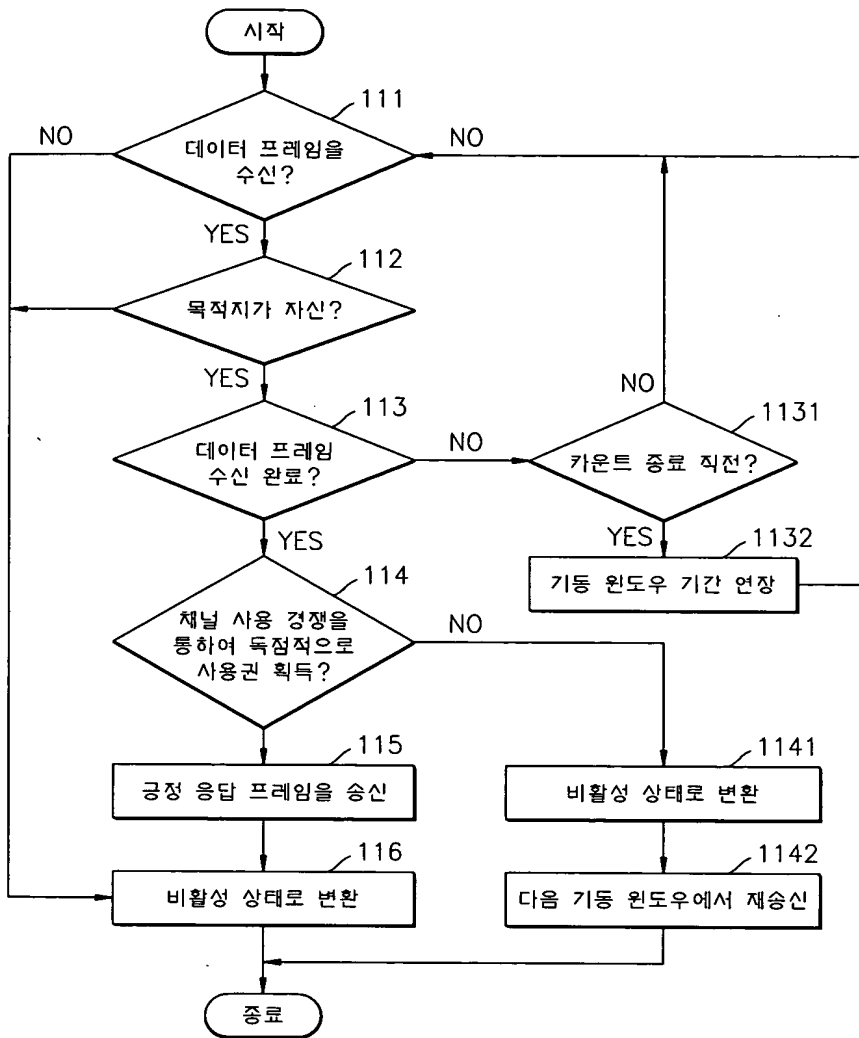 시작
111
NO
데이터 프레임을
수신?
NO
YES
112
목적지가 자신?
YES
113
NO
1131
데이터 프레임
수신 완료?
NO
카운트 종료 직전?
YES
YES
1132
114
기동 윈도우 기간 연장
채널 사용 경쟁을
통하여 독점적으로
사용권 획득?
NO
115
1141
긍정 응답 프레임을 송신
비활성 상태로 변환
116
1142
비활성 상태로 변환
다음 기동 윈도우에서 재송신
종료